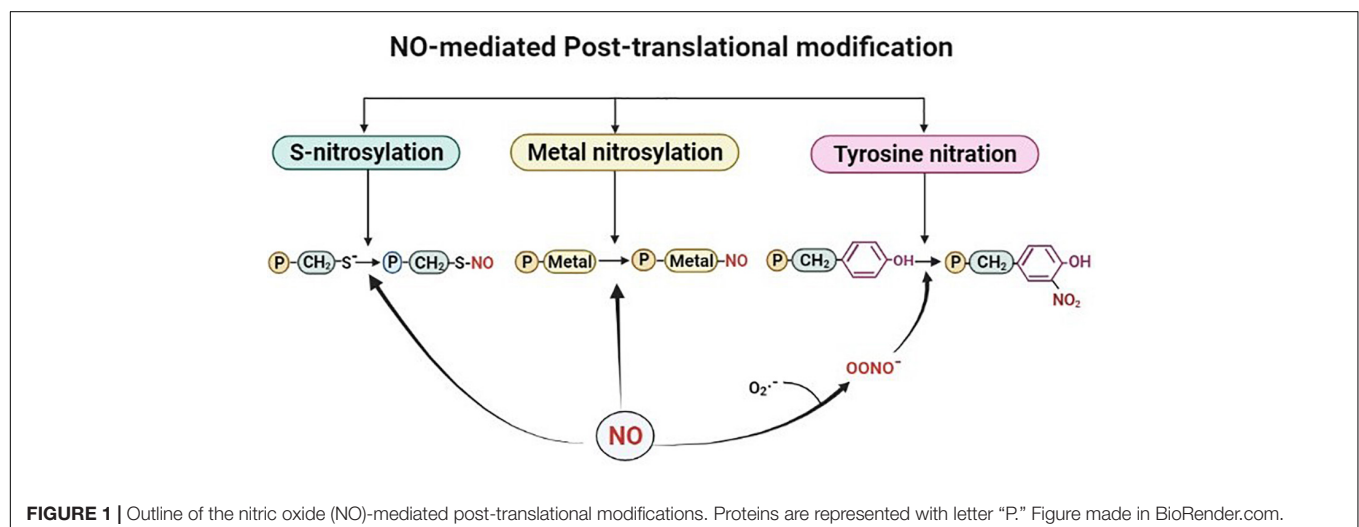 NO-mediated Post-translational modification
S-nitrosylation Metal nitrosylation Tyrosine nitration
P-CH₂-S⁻ P-CH₂-S-NO P-Metal P-Metal-NO P-CH₂-OH P-CH₂-OH
NO₂
OONO⁻
O₂·⁻
NO
FIGURE 1 | Outline of the nitric oxide (NO)-mediated post-translational modifications. Proteins are represented with letter “P.” Figure made in BioRender.com.